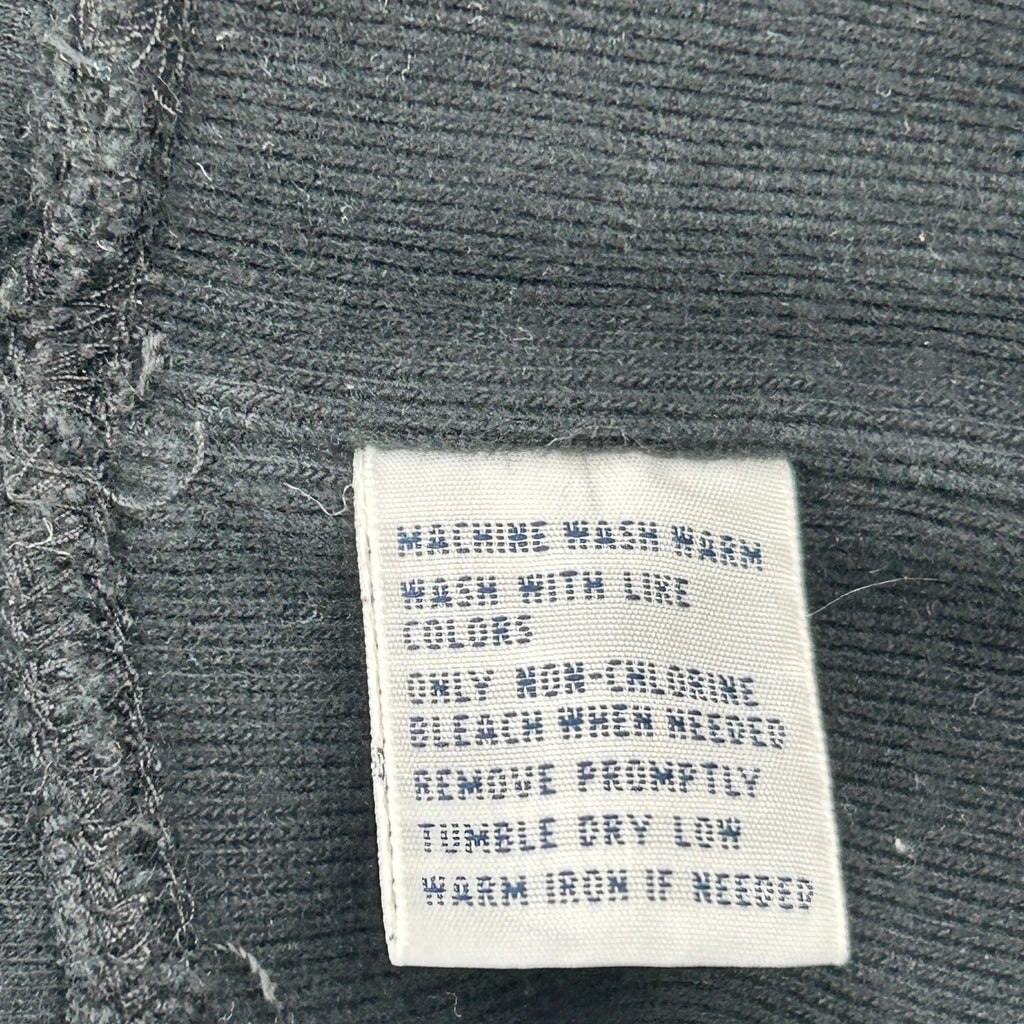 MACHINE WASH WARM
WASH WITH LIKE
COLORS
ONLY NON-CHLORINE
BLEACH WHEN NEEDED
REMOVE PROMPTLY
TUMBLE DRY LOW
WARM IRON IF NEEDED